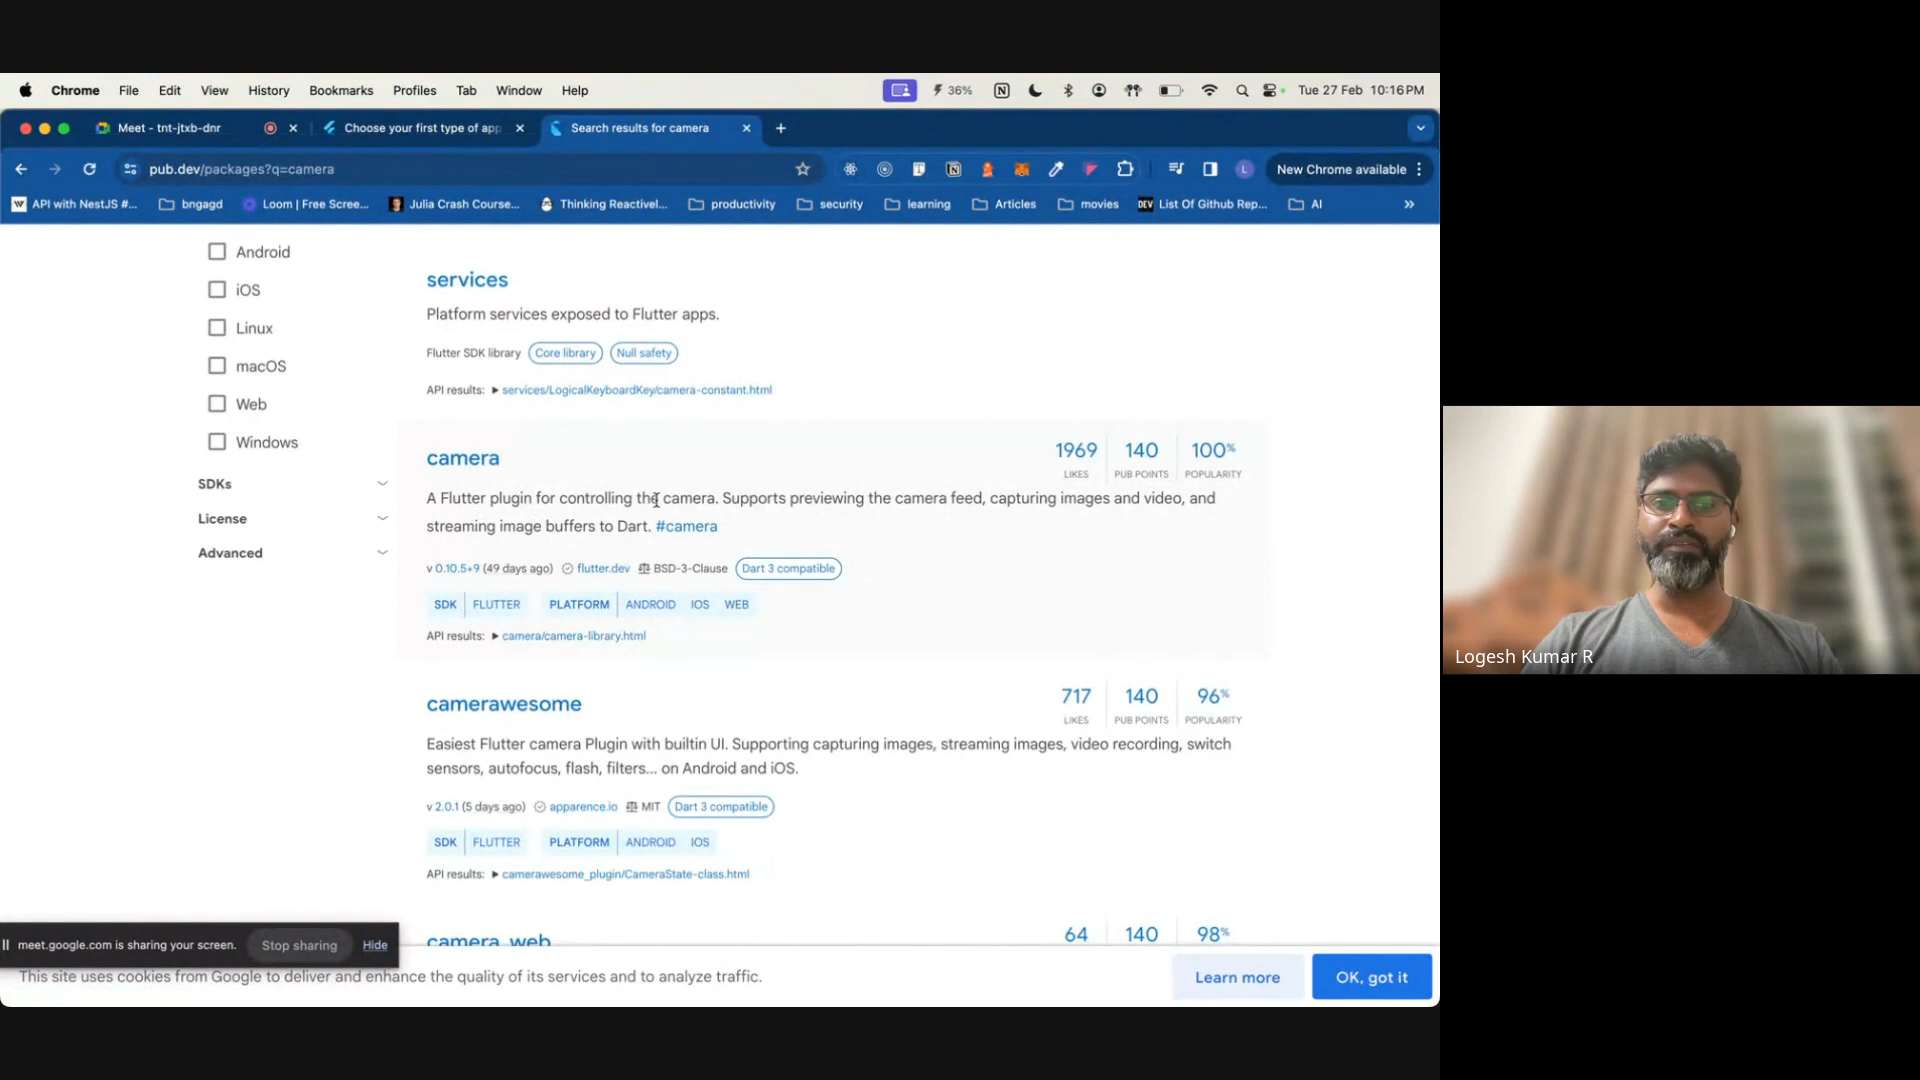 Chrome File Edit View History Bookmarks Profiles Tab Window Help 36% Tue 27 Feb 10:16 PM
Meet - tnt-jtxb-dnr Choose your first type of app Search results for camera
pub.dev/packages?q=camera New Chrome available
API with NestJS #... bngagd Loom | Free Scree... Julia Crash Course... Thinking Reactivel... productivity security learning Articles movies DEV List Of Github Rep... AI
Android
iOS
Linux
macOS
Web
Windows
SDKs
License
Advanced
services
Platform services exposed to Flutter apps.
Flutter SDK library Core library Null safety
API results: services/LogicalKeyboardKey/camera-constant.html
camera
1969 140 100%
LIKES PUB POINTS POPULARITY
A Flutter plugin for controlling the camera. Supports previewing the camera feed, capturing images and video, and
streaming image buffers to Dart. #camera
v 0.10.5+9 (49 days ago) flutter.dev BSD-3-Clause Dart 3 compatible
SDK FLUTTER PLATFORM ANDROID IOS WEB
API results: camera/camera-library.html
camerawesome
717 140 96%
LIKES PUB POINTS POPULARITY
Easiest Flutter camera Plugin with builtin UI. Supporting capturing images, streaming images, video recording, switch
sensors, autofocus, flash, filters... on Android and iOS.
v 2.0.1 (5 days ago) apparence.io MIT Dart 3 compatible
SDK FLUTTER PLATFORM ANDROID IOS
API results: camerawesome_plugin/CameraState-class.html
camera_web
64 140 98%
meet.google.com is sharing your screen. Stop sharing Hide
This site uses cookies from Google to deliver and enhance the quality of its services and to analyze traffic.
Learn more OK, got it
Logesh Kumar R